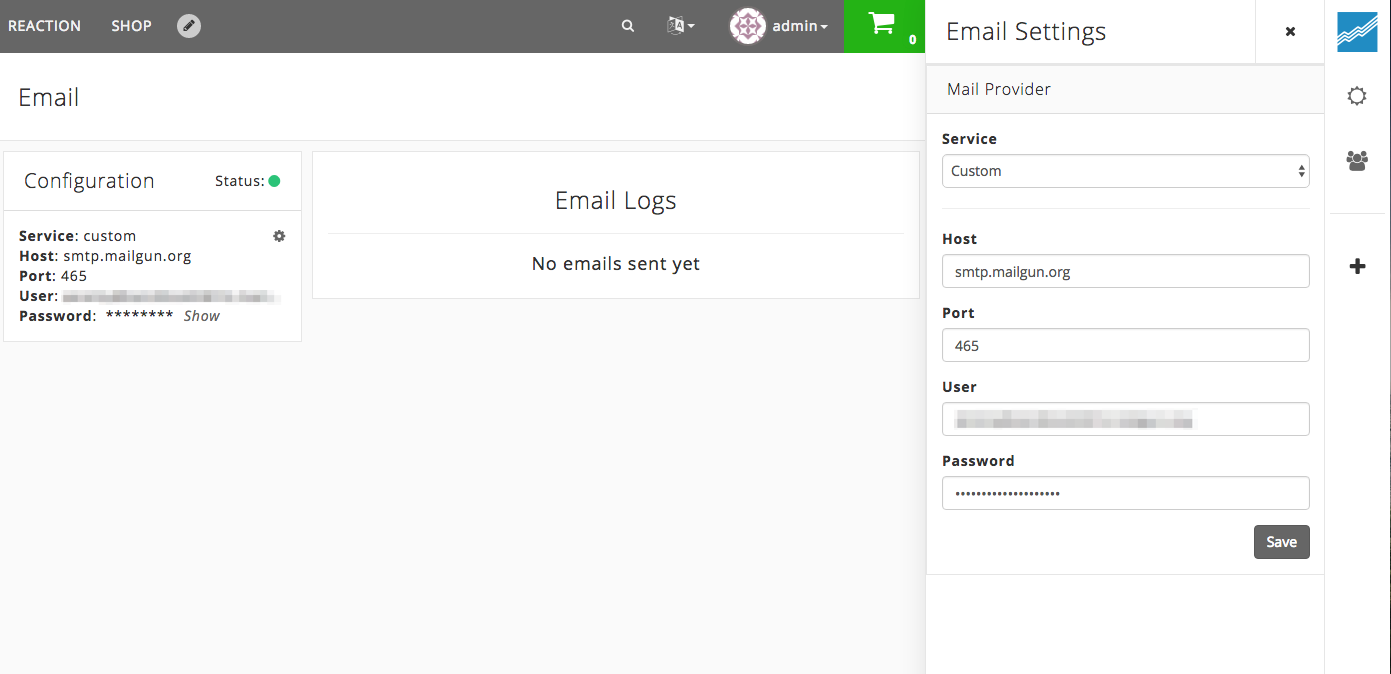 REACTION SHOP admin 0
Email
Configuration Status:
Service: custom
Host: smtp.mailgun.org
Port: 465
User:
Password: ******** Show
Email Logs
No emails sent yet
Email Settings
Mail Provider
Service
Custom
Host
smtp.mailgun.org
Port
465
User
Password
••••••••••••••••••••
Save